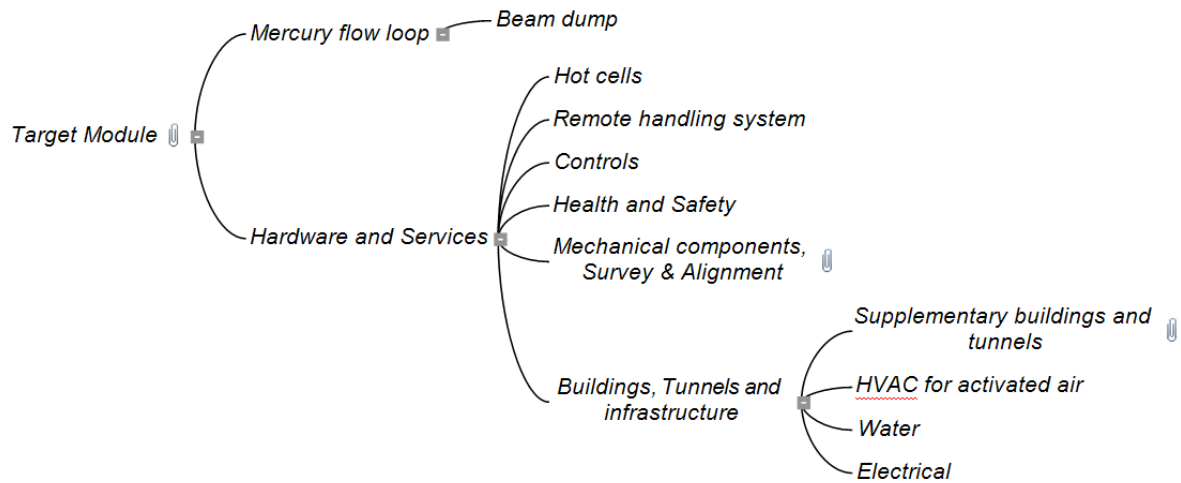 Beam dump
Mercury flow loop
Hot cells
Remote handling system
Target Module
Controls
Health and Safety
Hardware and Services
Mechanical components,
Survey & Alignment
Supplementary buildings and
tunnels
Buildings, Tunnels and
infrastructure
HVAC for activated air
Water
Electrical